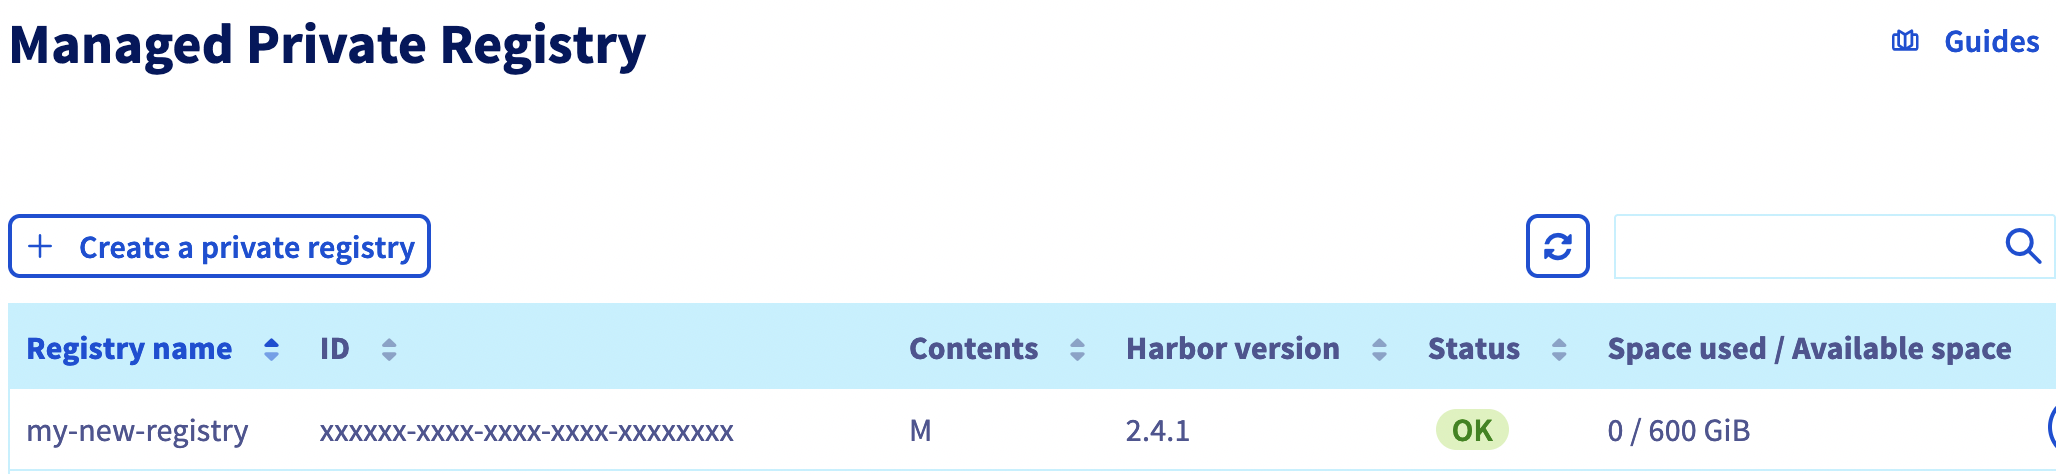 Managed Private Registry
Guides
Create a private registry
Registry name ID Contents Harbor version Status Space used / Available space
my-new-registry xxxxxx-xxxx-xxxx-xxxx-xxxxxxxx M 2.4.1 OK 0 / 600 GiB